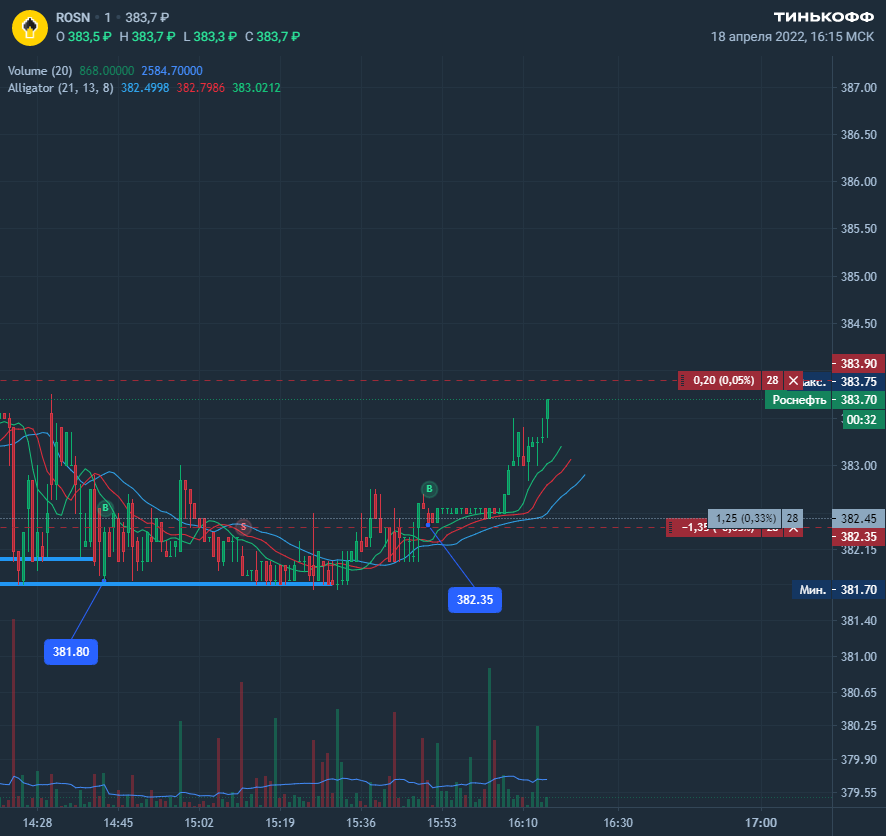 ROSN · 1 · 383,7 ₽
O 383,5 ₽ H 383,7 ₽ L 383,3 ₽ C 383,7 ₽
ТИНЬКОФФ
18 апреля 2022, 16:15 МСК
Volume (20) 868.00000 2584.70000
Alligator (21, 13, 8) 382.4998 382.7986 383.0212
387.00
386.50
386.00
385.50
385.00
384.50
383.90
0,20 (0,05%) 28
383.75
Роснефть 383.70
00:32
383.00
B
B
S
1,25 (0,33%) 28
382.45
382.35
382.15
Мин. 381.70
382.35
381.80
381.40
381.00
380.65
380.25
379.90
379.55
14:28 14:45 15:02 15:19 15:36 15:53 16:10 16:30 17:00